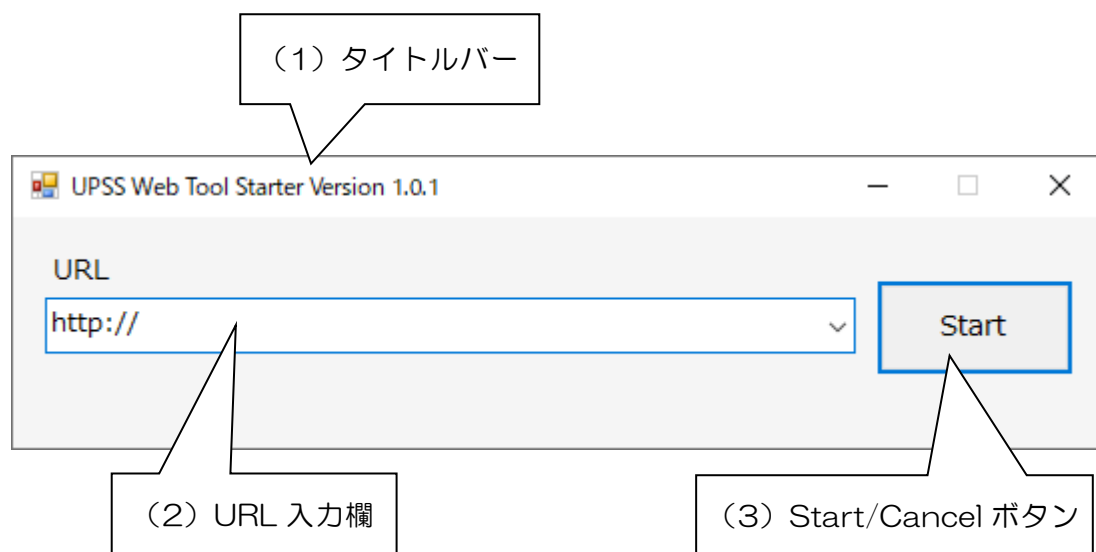 （1）タイトルバー
UPSS Web Tool Starter Version 1.0.1
URL
http://
Start
（2）URL 入力欄
（3）Start/Cancel ボタン